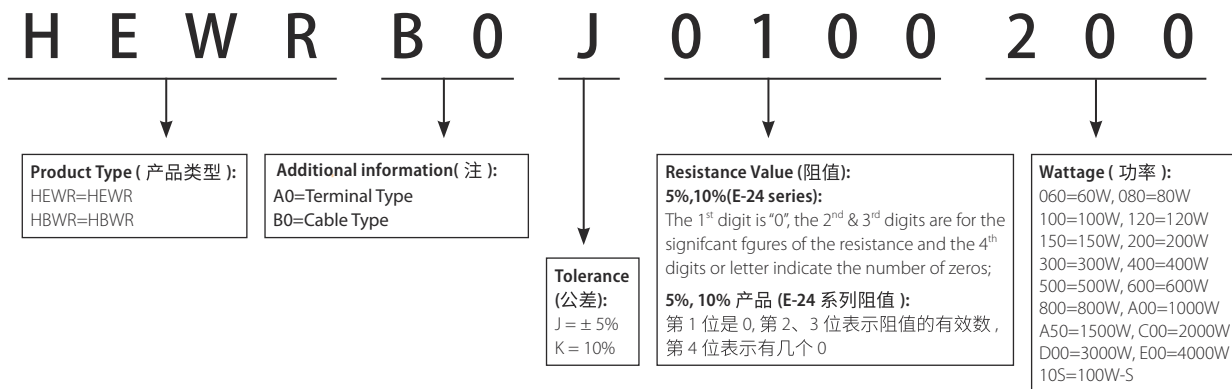 H E W R B 0 J 0 1 0 0 2 0 0
Product Type ( 产品类型 ):
HEWR=HEWR
HBWR=HBWR
Additional information( 注 ):
A0=Terminal Type
B0=Cable Type
Tolerance
(公差):
J = ± 5%
K = 10%
Resistance Value (阻值):
5%,10%(E-24 series):
The 1st digit is “0”, the 2nd & 3rd digits are for the
signifcant fgures of the resistance and the 4th
digits or letter indicate the number of zeros;
5%, 10% 产品 (E-24 系列阻值 ):
第 1 位是 0, 第 2、3 位表示阻值的有效数 ,
第 4 位表示有几个 0
Wattage ( 功率 ):
060=60W, 080=80W
100=100W, 120=120W
150=150W, 200=200W
300=300W, 400=400W
500=500W, 600=600W
800=800W, A00=1000W
A50=1500W, C00=2000W
D00=3000W, E00=4000W
10S=100W-S